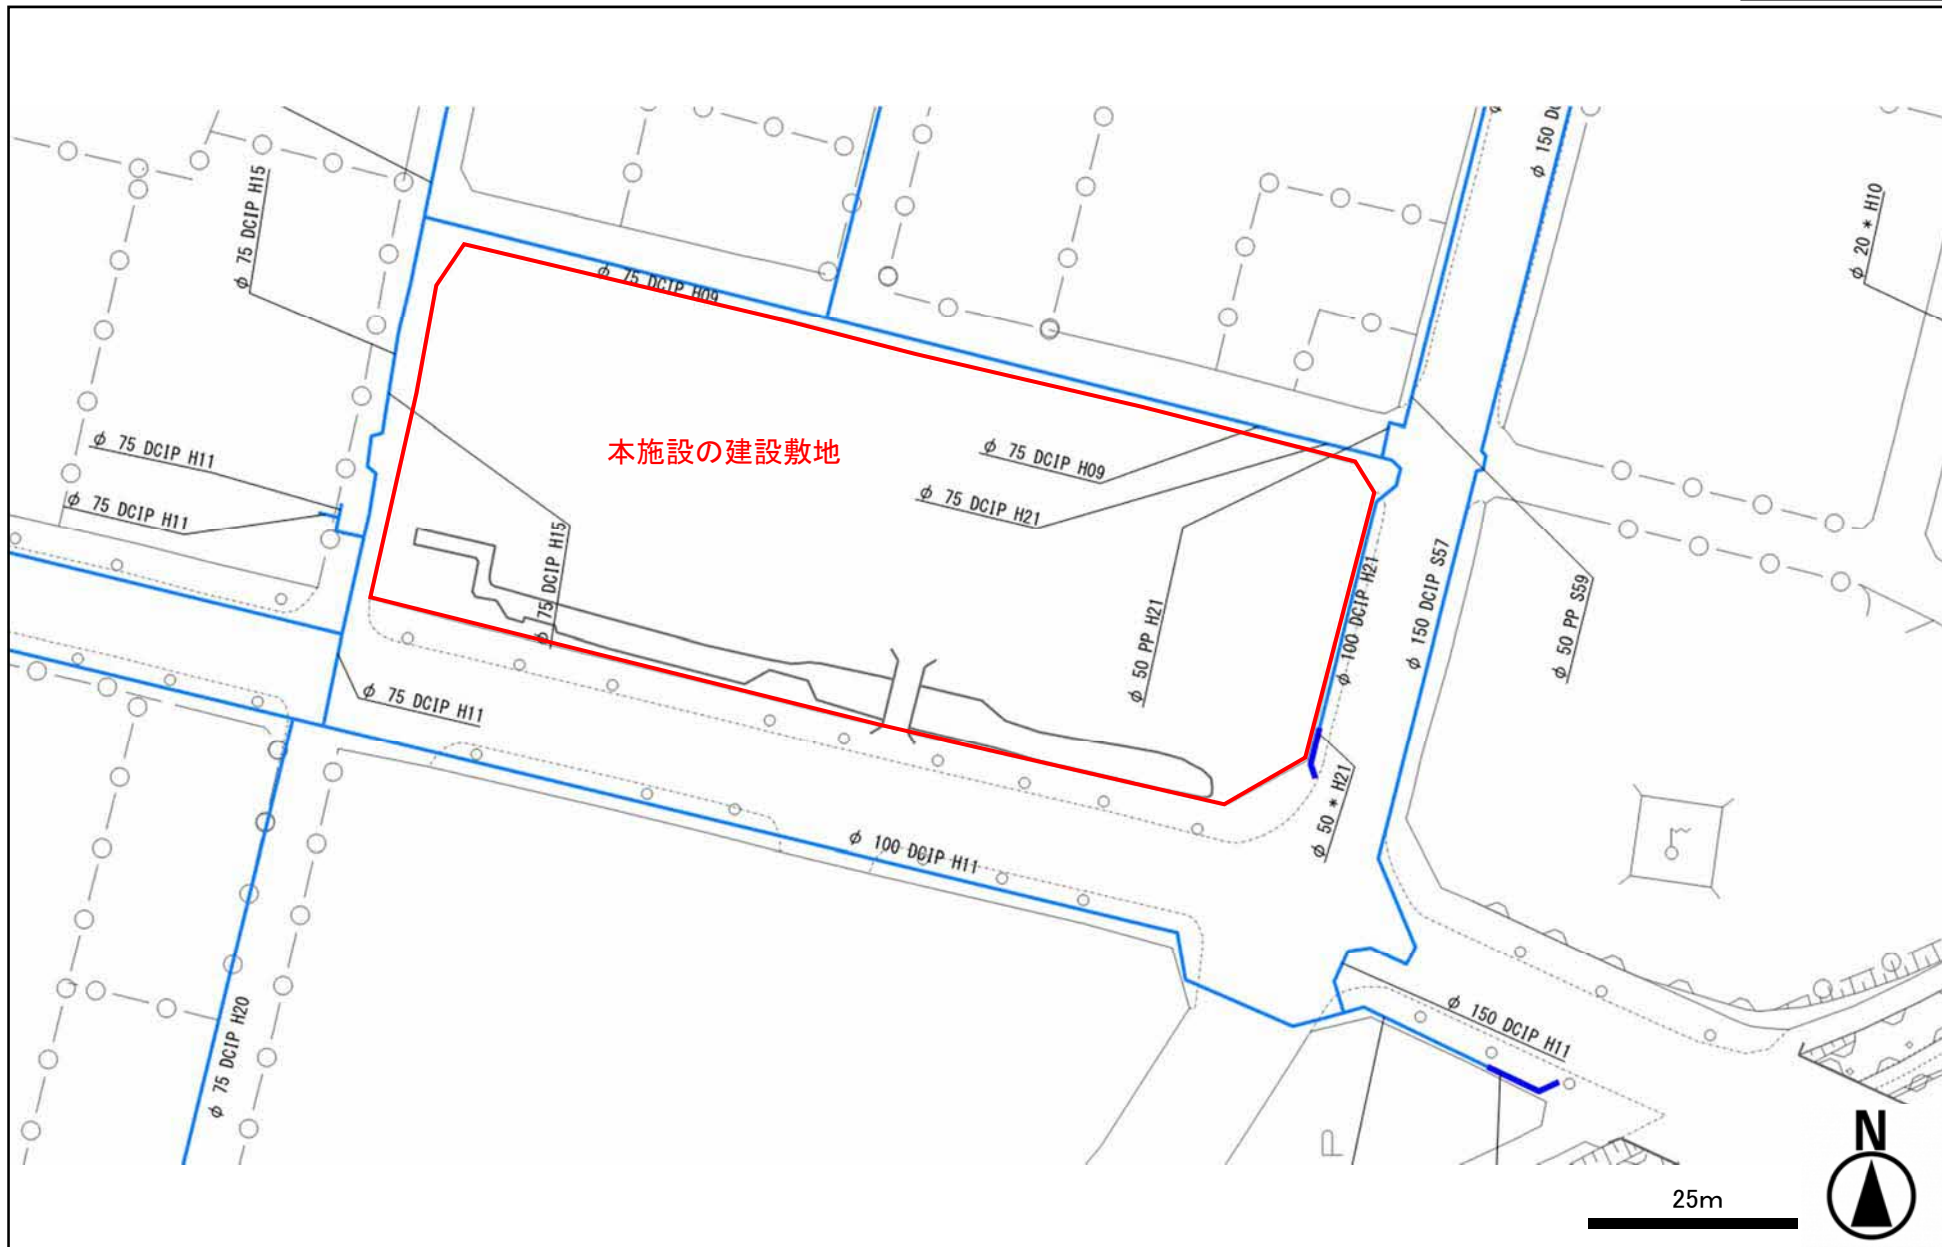 φ 150 DC
φ 75 DCIP H15
φ 20 * H10
φ 75 DCIP H09
φ 75 DCIP H11
本施設の建設敷地
φ 75 DCIP H09
φ 75 DCIP H11
φ 75 DCIP H21
φ 75 DCIP H15
φ 100 DCIP H21
φ 150 DCIP S57
φ 50 PP H21
φ 50 PP S59
φ 75 DCIP H11
φ 50 * H21
φ 100 DCIP H11
φ 75 DCIP H20
φ 150 DCIP H11
P
N
25m